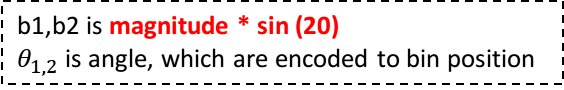 b1,b2 is magnitude * sin (20)
θ1,2 is angle, which are encoded to bin position